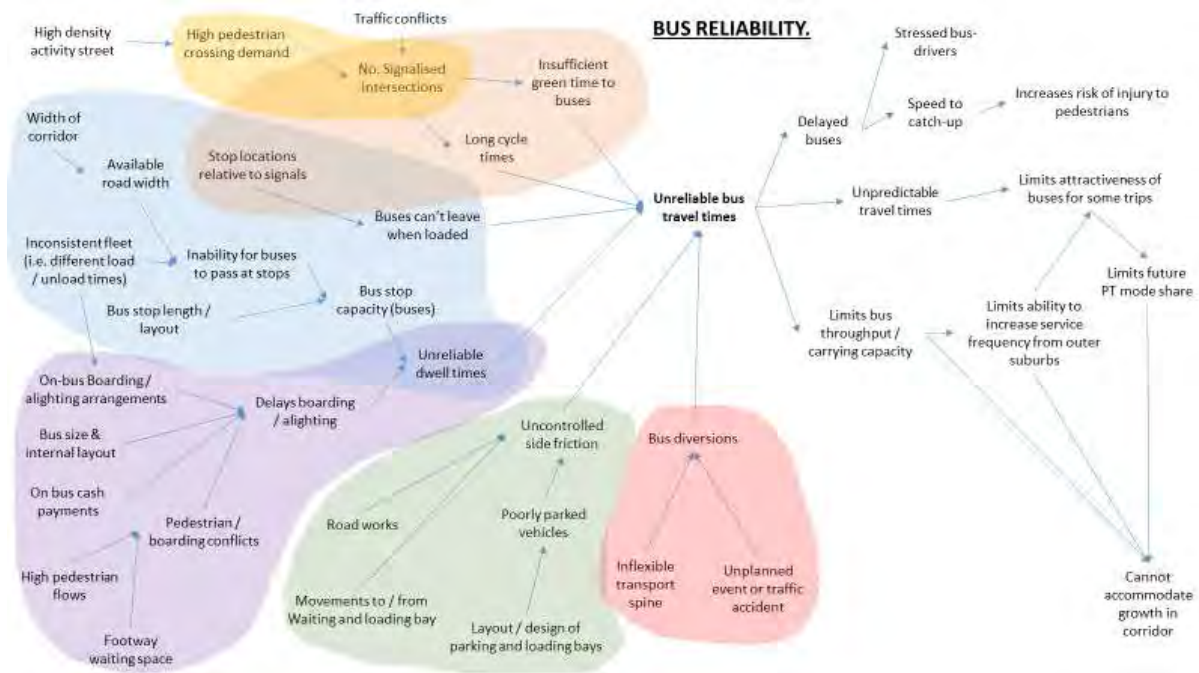 BUS RELIABILITY.
Traffic conflicts
High density
activity street
High pedestrian
crossing demand
No. Signalised
intersections
Insufficient
green time to
buses
Long cycle
times
Width of
corridor
Available
road width
Stop locations
relative to signals
Buses can't leave
when loaded
Inconsistent fleet
(i.e. different load
/ unload times)
Inability for buses
to pass at stops
Bus stop length /
layout
Bus stop
capacity (buses)
Unreliable
dwell times
On-bus Boarding /
alighting arrangements
Delays boarding
/ alighting
Bus size &
internal layout
On bus cash
payments
Pedestrian /
boarding conflicts
High pedestrian
flows
Footway
waiting space
Uncontrolled
side friction
Road works
Poorly parked
vehicles
Movements to / from
Waiting and loading bay
Layout / design of
parking and loading bays
Bus diversions
Inflexible
transport
spine
Unplanned
event or traffic
accident
Unreliable bus
travel times
Stressed bus-
drivers
Delayed
buses
Speed to
catch-up
Increases risk of injury to
pedestrians
Unpredictable
travel times
Limits attractiveness of
buses for some trips
Limits future
PT mode share
Limits bus
throughput /
carrying capacity
Limits ability to
increase service
frequency from outer
suburbs
Cannot
accommodate
growth in
corridor